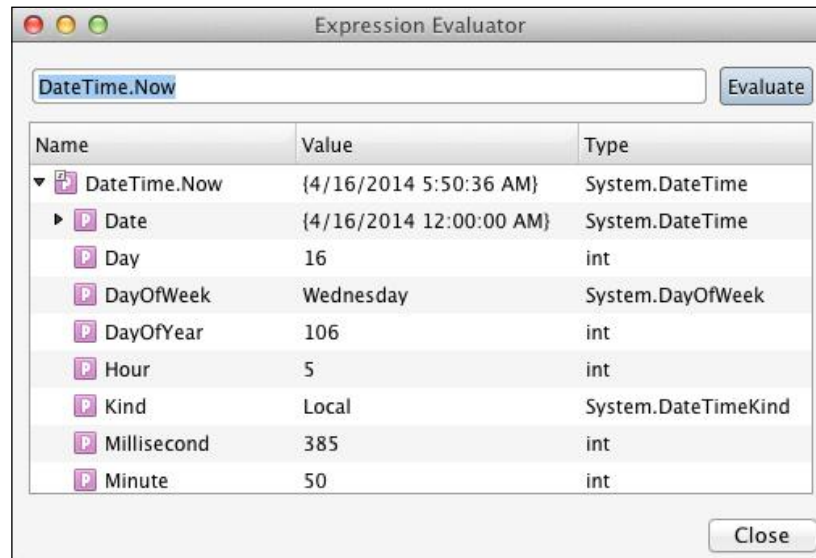 Expression Evaluator
DateTime.Now Evaluate
Name Value Type
DateTime.Now {4/16/2014 5:50:36 AM} System.DateTime
Date {4/16/2014 12:00:00 AM} System.DateTime
Day 16 int
DayOfWeek Wednesday System.DayOfWeek
DayOfYear 106 int
Hour 5 int
Kind Local System.DateTimeKind
Millisecond 385 int
Minute 50 int
Close